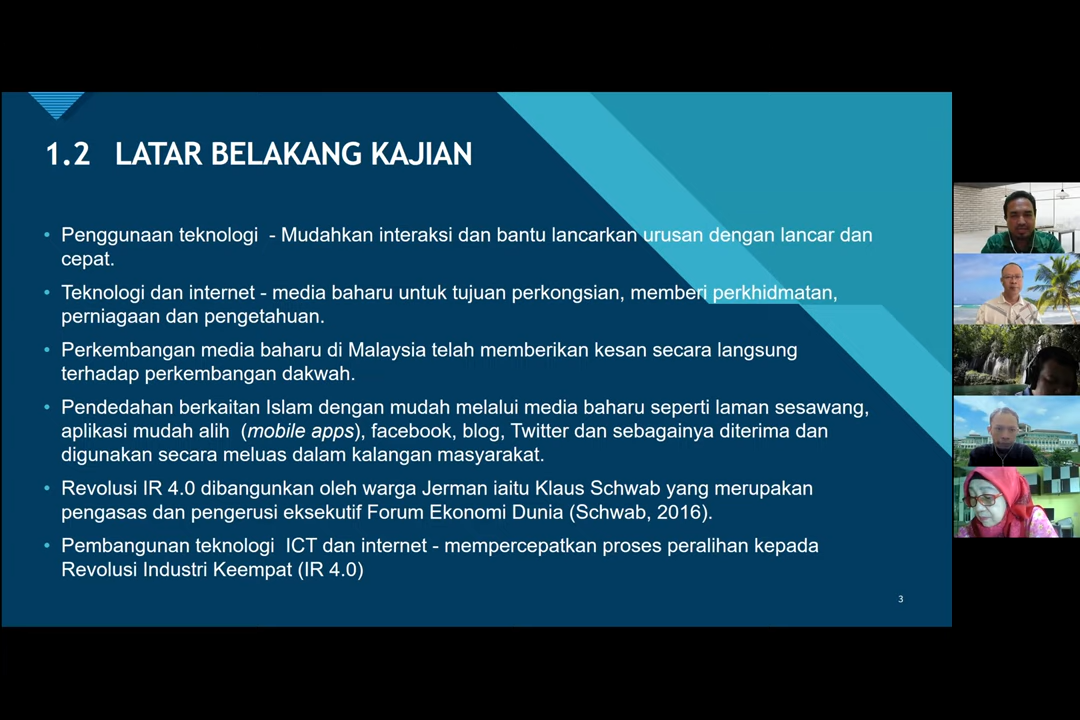 1.2 LATAR BELAKANG KAJIAN
• Penggunaan teknologi - Mudahkan interaksi dan bantu lancarkan urusan dengan lancar dan
cepat.
• Teknologi dan internet - media baharu untuk tujuan perkongsian, memberi perkhidmatan,
perniagaan dan pengetahuan.
• Perkembangan media baharu di Malaysia telah memberikan kesan secara langsung
terhadap perkembangan dakwah.
• Pendedahan berkaitan Islam dengan mudah melalui media baharu seperti laman sesawang,
aplikasi mudah alih (mobile apps), facebook, blog, Twitter dan sebagainya diterima dan
digunakan secara meluas dalam kalangan masyarakat.
• Revolusi IR 4.0 dibangunkan oleh warga Jerman iaitu Klaus Schwab yang merupakan
pengasas dan pengerusi eksekutif Forum Ekonomi Dunia (Schwab, 2016).
• Pembangunan teknologi ICT dan internet - mempercepatkan proses peralihan kepada
Revolusi Industri Keempat (IR 4.0)
3